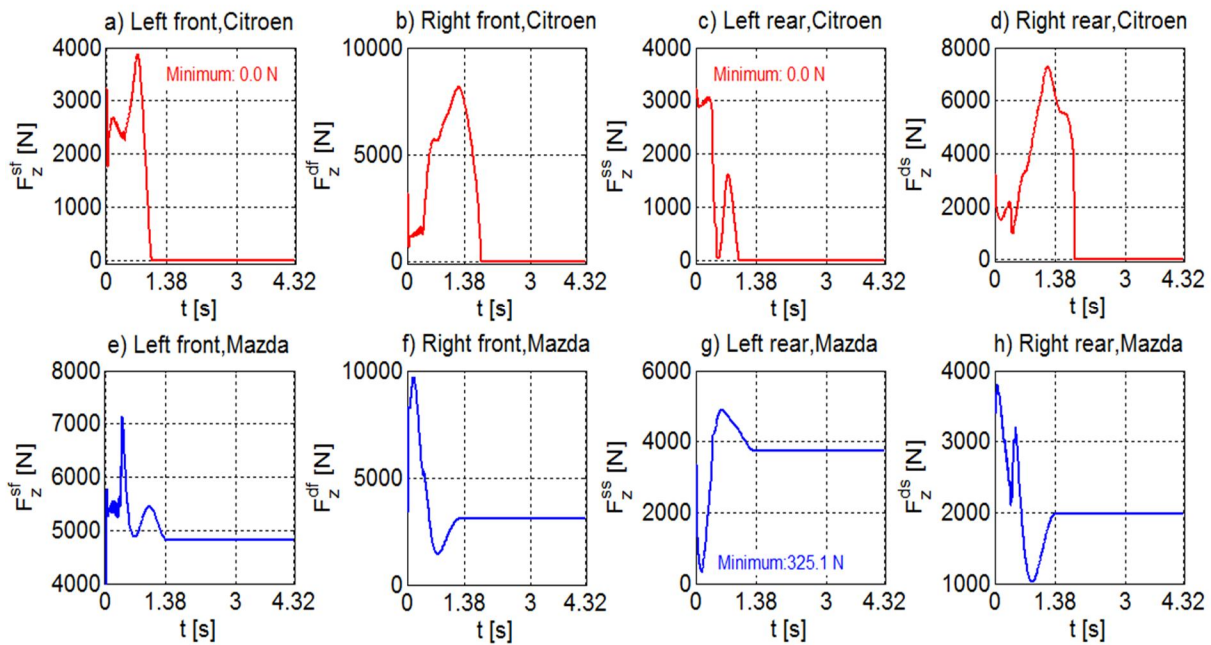 a) Left front,Citroen
4000
3000
2000
1000
0
F_z^sf [N]
Minimum: 0.0 N
0 1.38 3 4.32
t [s]
b) Right front,Citroen
10000
5000
0
F_z^df [N]
0 1.38 3 4.32
t [s]
c) Left rear,Citroen
4000
3000
2000
1000
0
F_z^ss [N]
Minimum: 0.0 N
0 1.38 3 4.32
t [s]
d) Right rear,Citroen
8000
6000
4000
2000
0
F_z^ds [N]
0 1.38 3 4.32
t [s]
e) Left front,Mazda
8000
7000
6000
5000
4000
F_z^sf [N]
0 1.38 3 4.32
t [s]
f) Right front,Mazda
10000
5000
0
F_z^df [N]
0 1.38 3 4.32
t [s]
g) Left rear,Mazda
6000
4000
2000
0
F_z^ss [N]
Minimum:325.1 N
0 1.38 3 4.32
t [s]
h) Right rear,Mazda
4000
3000
2000
1000
F_z^ds [N]
0 1.38 3 4.32
t [s]